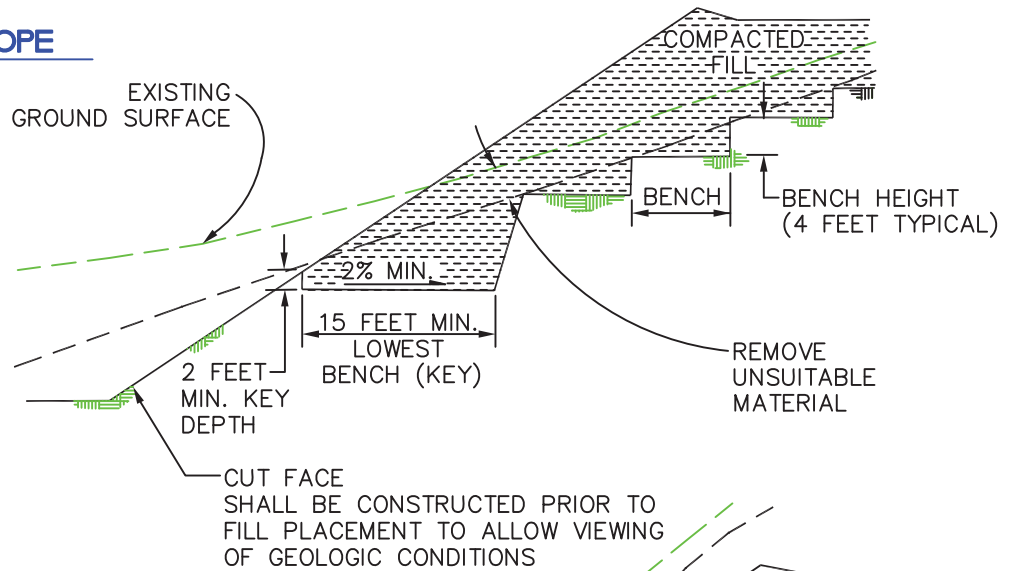 OPE
COMPACTED
FILL
EXISTING
GROUND SURFACE
BENCH
BENCH HEIGHT
(4 FEET TYPICAL)
2% MIN.
15 FEET MIN.
LOWEST
BENCH (KEY)
2 FEET
MIN. KEY
DEPTH
REMOVE
UNSUITABLE
MATERIAL
CUT FACE
SHALL BE CONSTRUCTED PRIOR TO
FILL PLACEMENT TO ALLOW VIEWING
OF GEOLOGIC CONDITIONS